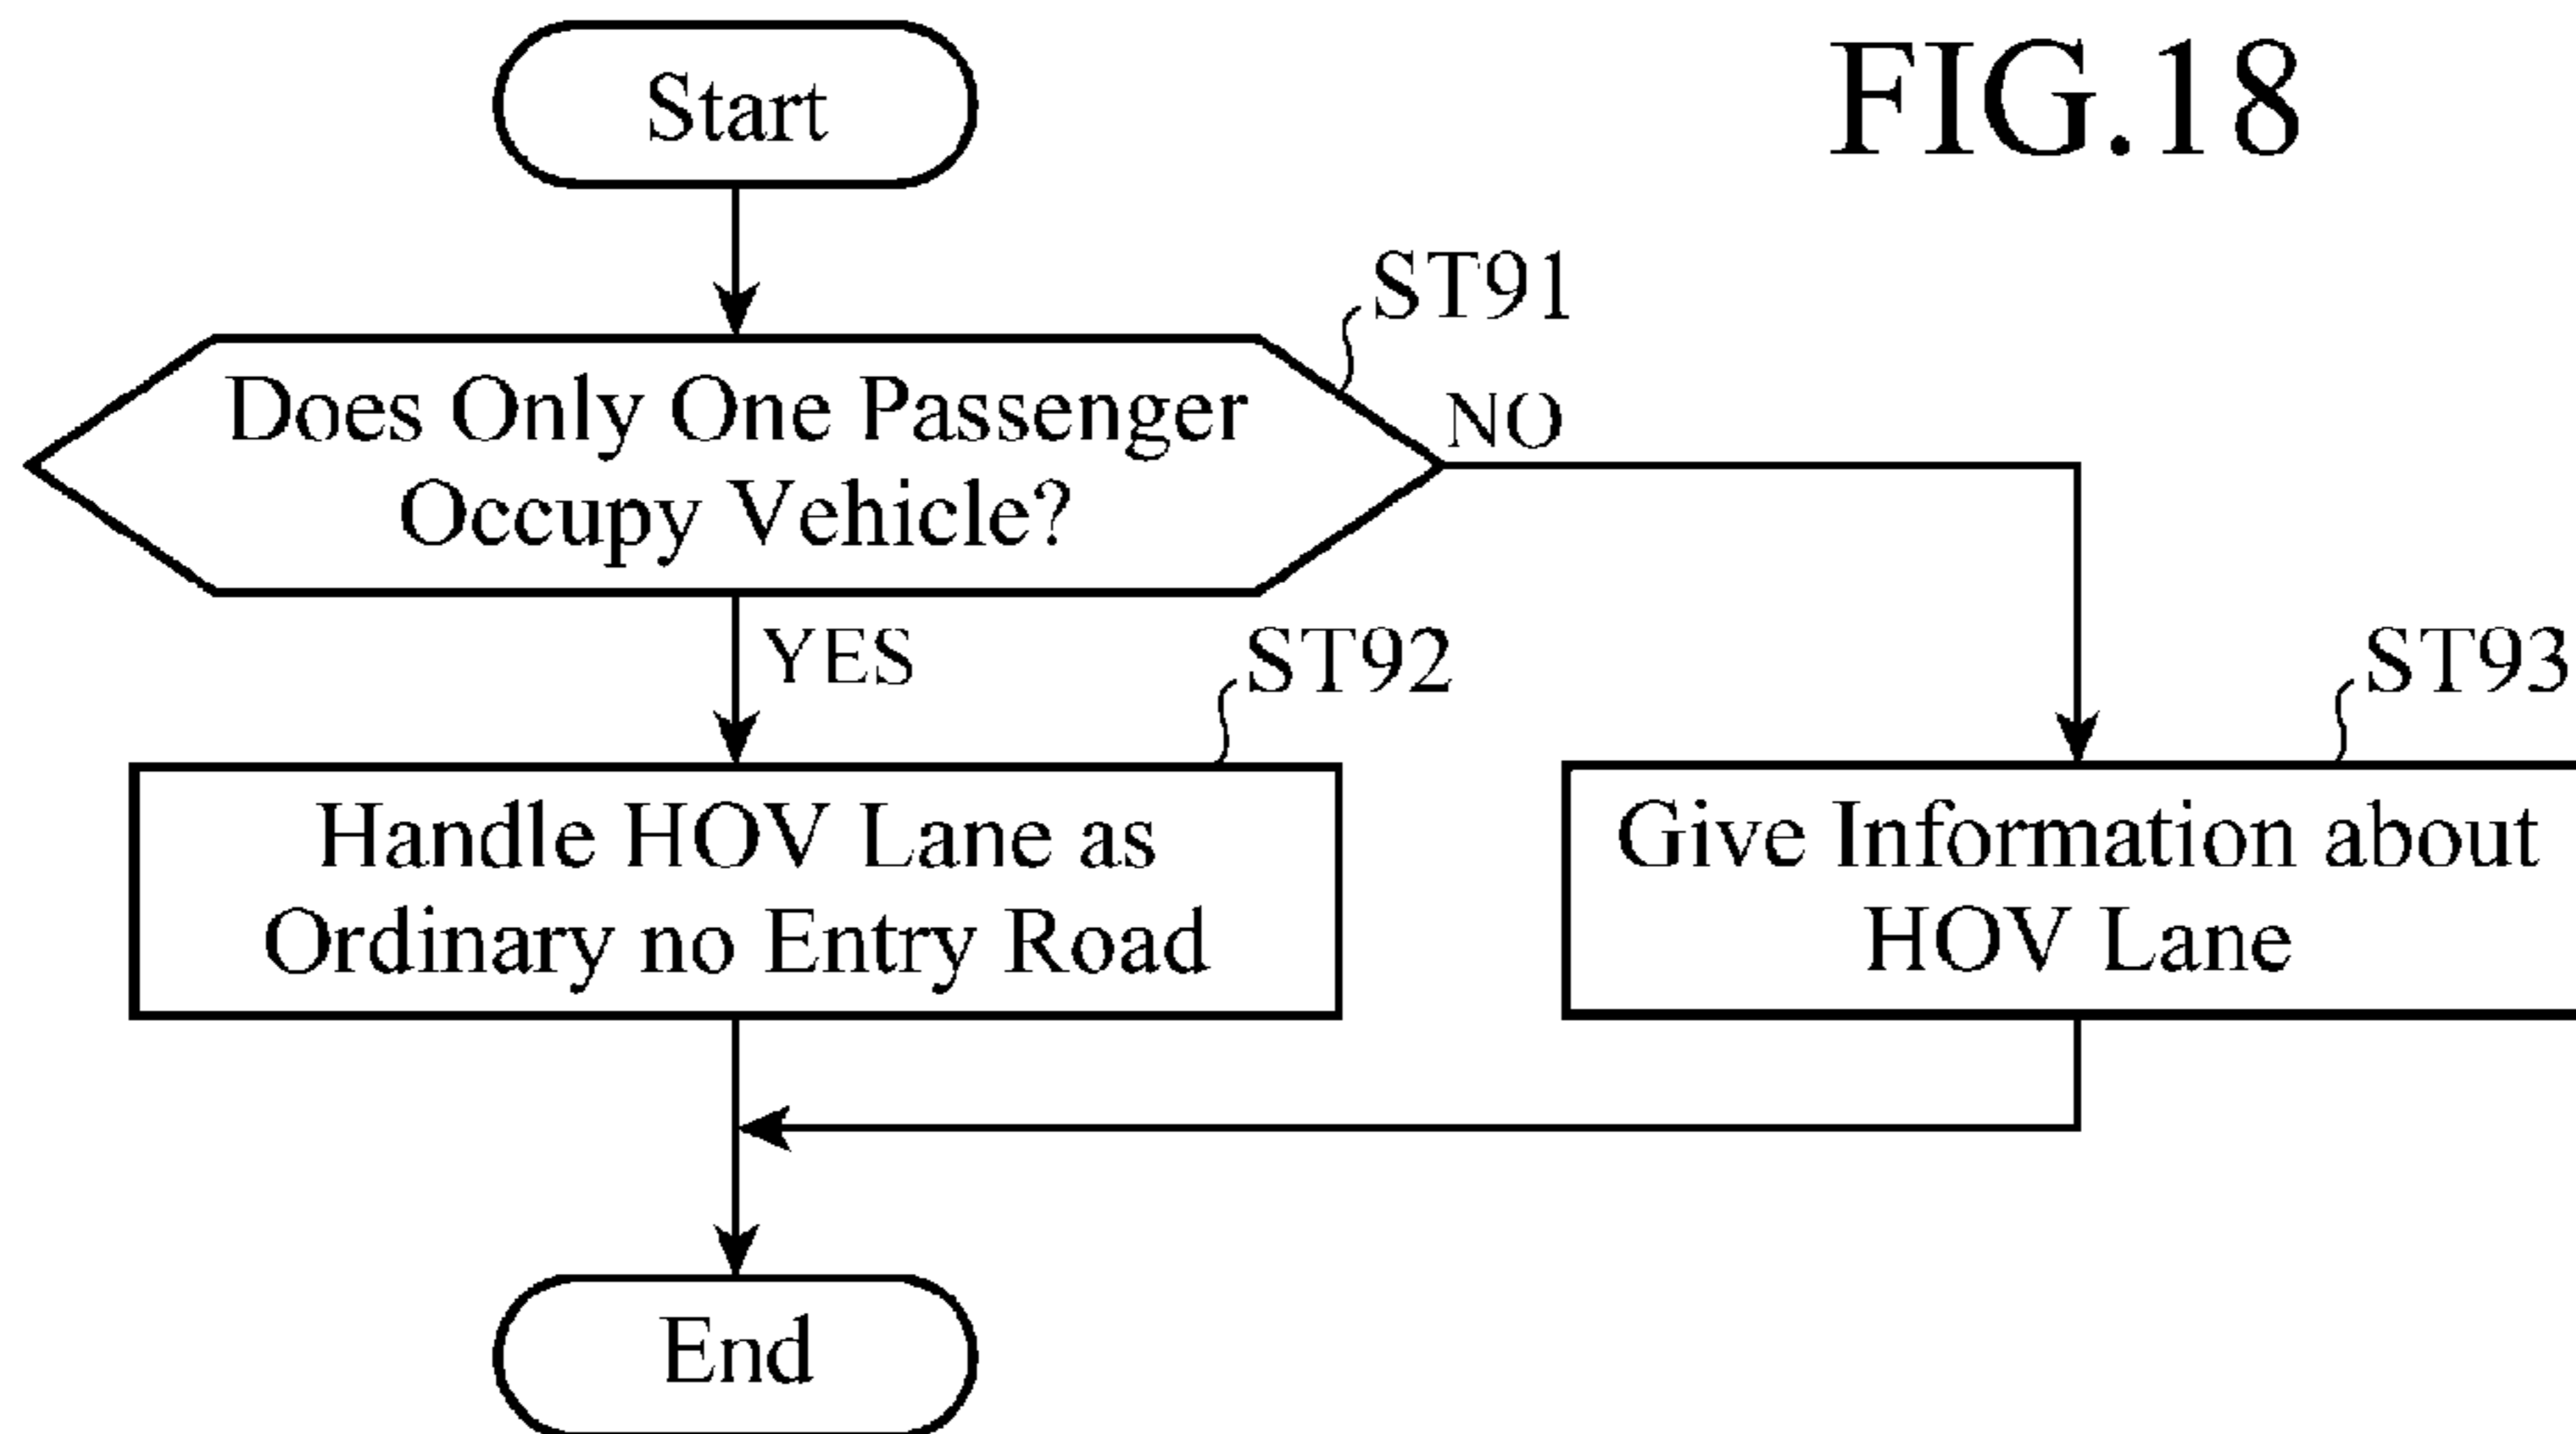 FIG.18
Start
ST91
Does Only One Passenger
Occupy Vehicle?
NO
YES
ST92
ST93
Handle HOV Lane as
Ordinary no Entry Road
Give Information about
HOV Lane
End